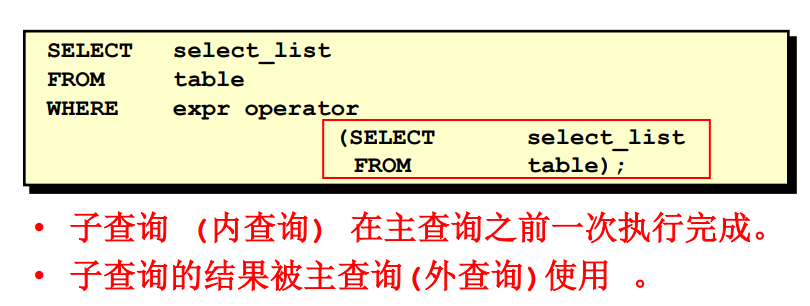 SELECT select_list
FROM table
WHERE expr operator
(SELECT select_list
FROM table);
• 子查询 (内查询) 在主查询之前一次执行完成。
• 子查询的结果被主查询(外查询)使用 。